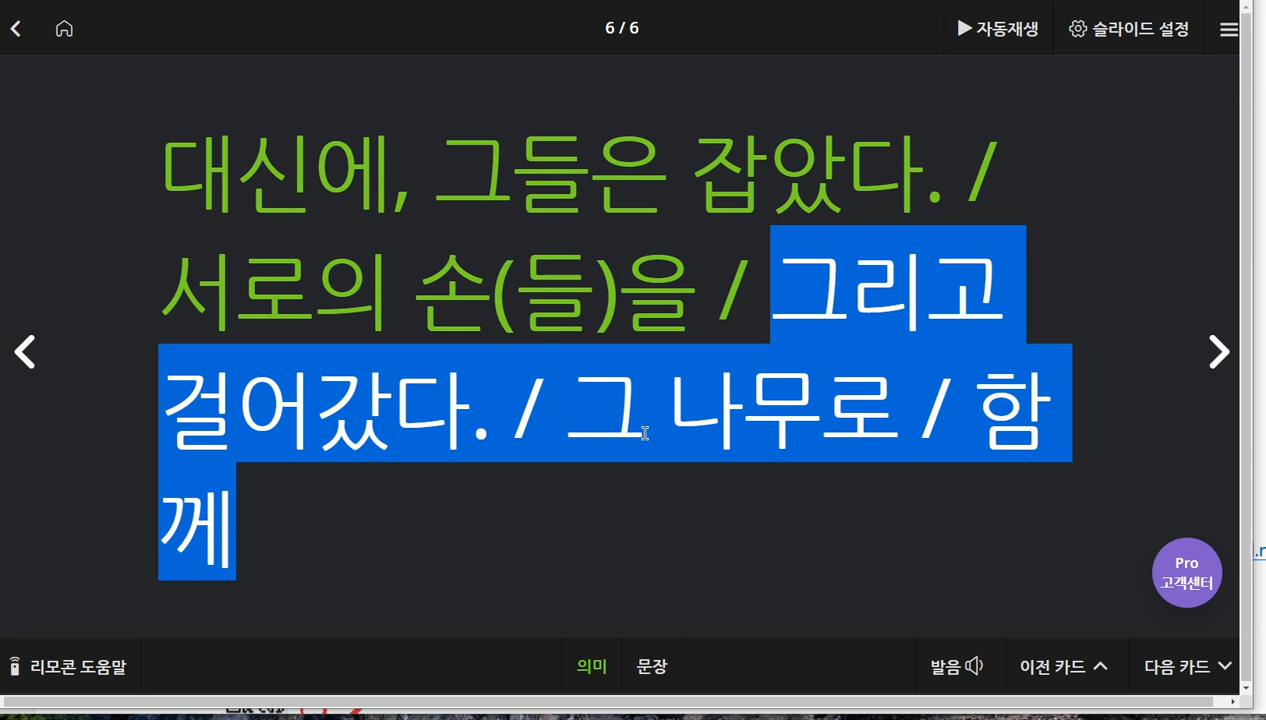 6 / 6
자동재생
슬라이드 설정
대신에, 그들은 잡았다. /
서로의 손(들)을 / 그리고
걸어갔다. / 그 나무로 / 함
께
Pro
고객센터
리모콘 도움말
의미
문장
발음
이전 카드
다음 카드